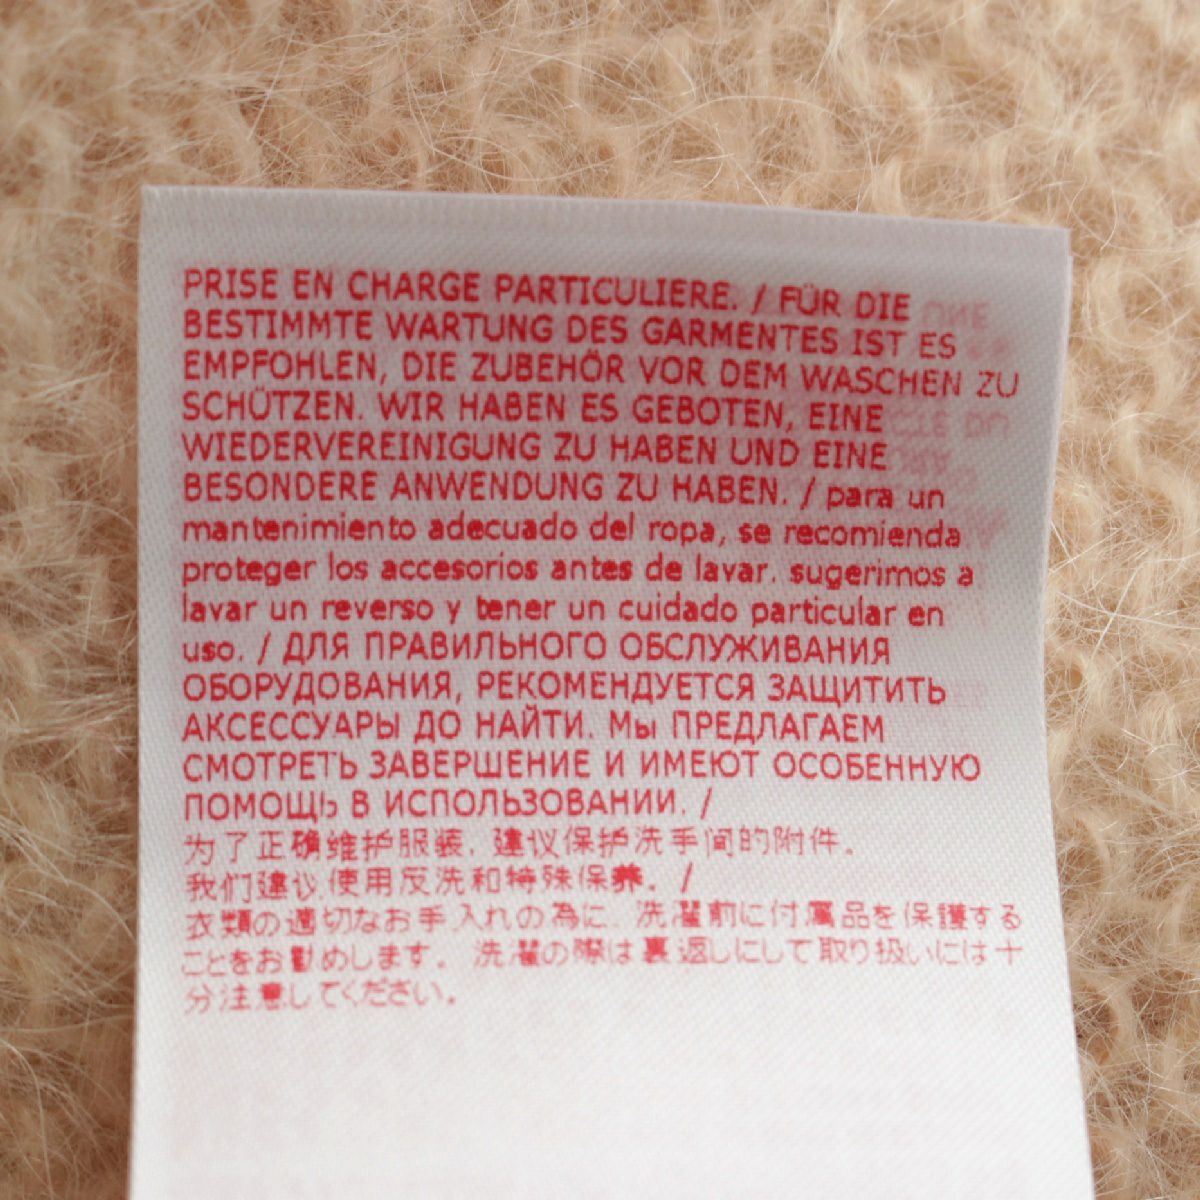 PRISE EN CHARGE PARTICULIERE. / FÜR DIE
BESTIMMTE WARTUNG DES GARMENTES IST ES
EMPFOHLEN, DIE ZUBEHÖR VOR DEM WASCHEN ZU
SCHÜTZEN. WIR HABEN ES GEBOTEN, EINE
WIEDERVEREINIGUNG ZU HABEN UND EINE
BESONDERE ANWENDUNG ZU HABEN. / para un
mantenimiento adecuado del ropa, se recomienda
proteger los accesorios antes de lavar. sugerimos a
lavar un reverso y tener un cuidado particular en
uso. / ДЛЯ ПРАВИЛЬНОГО ОБСЛУЖИВАНИЯ
ОБОРУДОВАНИЯ, РЕКОМЕНДУЕТСЯ ЗАЩИТИТЬ
АКСЕССУАРЫ ДО НАЙТИ. Мы ПРЕДЛАГАЕМ
СМОТРЕТЬ ЗАВЕРШЕНИЕ И ИМЕЮТ ОСОБЕННУЮ
ПОМОЩЬ В ИСПОЛЬЗОВАНИИ. /
为了正确维护服装, 建议保护洗手间的附件。
我们建议 使用反洗和特殊保养。 /
衣類の適切なお手入れの為に、洗濯前に付属品を保護する
ことをお勧めします。 洗濯の際は裏返しにして取り扱いには十
分注意してください。